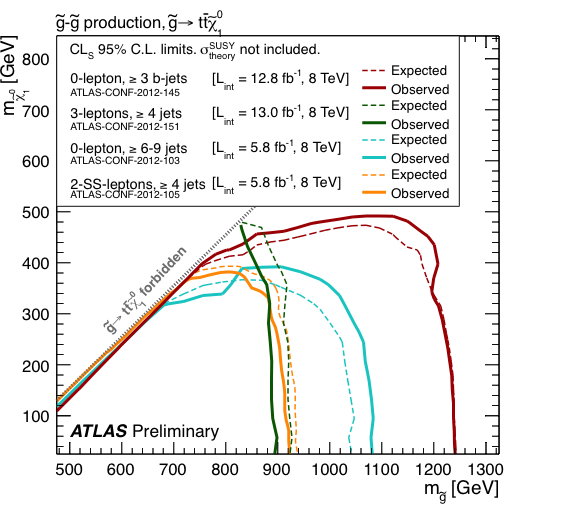 g̃-g̃ production, g̃→ tt̄χ̃₁⁰
CLₛ 95% C.L. limits. σ^SUSY_theory not included.
0-lepton, ≥ 3 b-jets [L_int = 12.8 fb⁻¹, 8 TeV] Expected
ATLAS-CONF-2012-145 Observed
3-leptons, ≥ 4 jets [L_int = 13.0 fb⁻¹, 8 TeV] Expected
ATLAS-CONF-2012-151 Observed
0-lepton, ≥ 6-9 jets [L_int = 5.8 fb⁻¹, 8 TeV] Expected
ATLAS-CONF-2012-103 Observed
2-SS-leptons, ≥ 4 jets [L_int = 5.8 fb⁻¹, 8 TeV] Expected
ATLAS-CONF-2012-105 Observed
m_χ̃₁⁰ [GeV]
800
700
600
500
400
300
200
100
g̃→ tt̄χ̃₁⁰ forbidden
ATLAS Preliminary
500 600 700 800 900 1000 1100 1200 1300
m_g̃ [GeV]